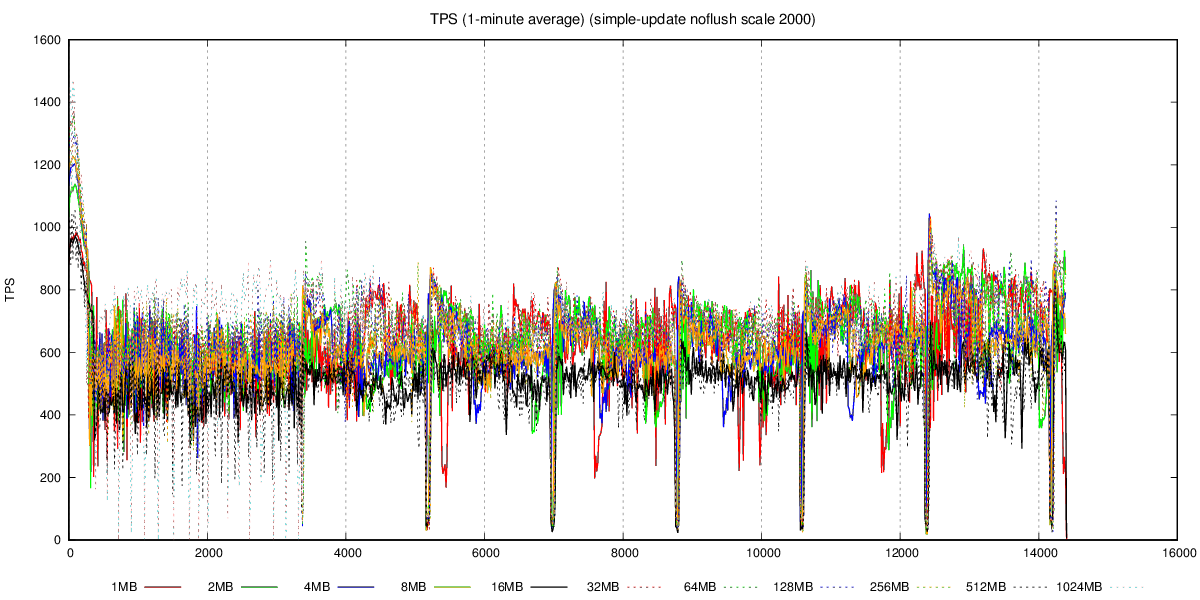 TPS (1-minute average) (simple-update noflush scale 2000)
1600
1400
1200
1000
800
600
400
200
0
TPS
0 2000 4000 6000 8000 10000 12000 14000 16000
1MB 2MB 4MB 8MB 16MB 32MB 64MB 128MB 256MB 512MB 1024MB